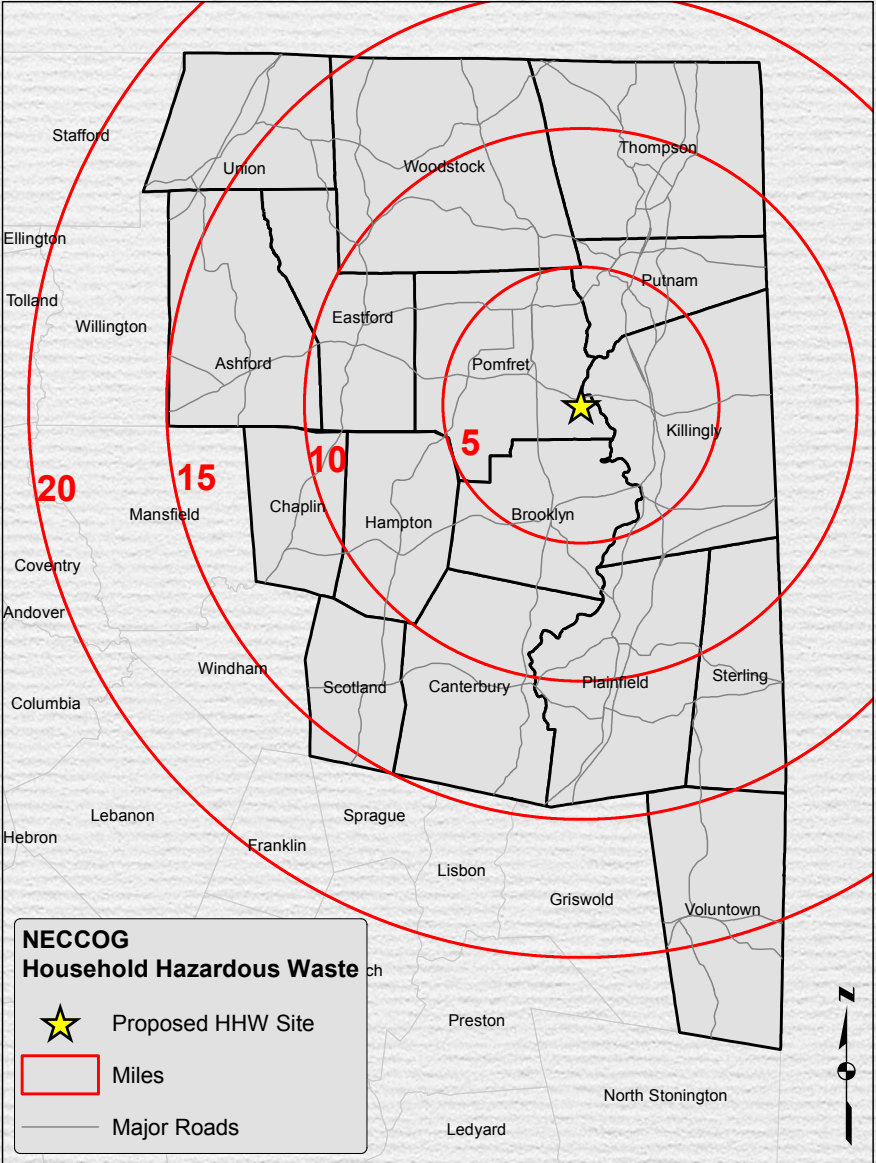 Stafford
Union
Woodstock
Thompson
Ellington
Tolland
Willington
Ashford
Eastford
Pomfret
Putnam
Killingly
5
10
15
20
Mansfield
Chaplin
Hampton
Brooklyn
Coventry
Andover
Windham
Columbia
Scotland
Canterbury
Plainfield
Sterling
Lebanon
Hebron
Franklin
Sprague
Lisbon
Griswold
Voluntown
NECCOG
Household Hazardous Waste
ch
Proposed HHW Site
Miles
Major Roads
Preston
North Stonington
Ledyard
N